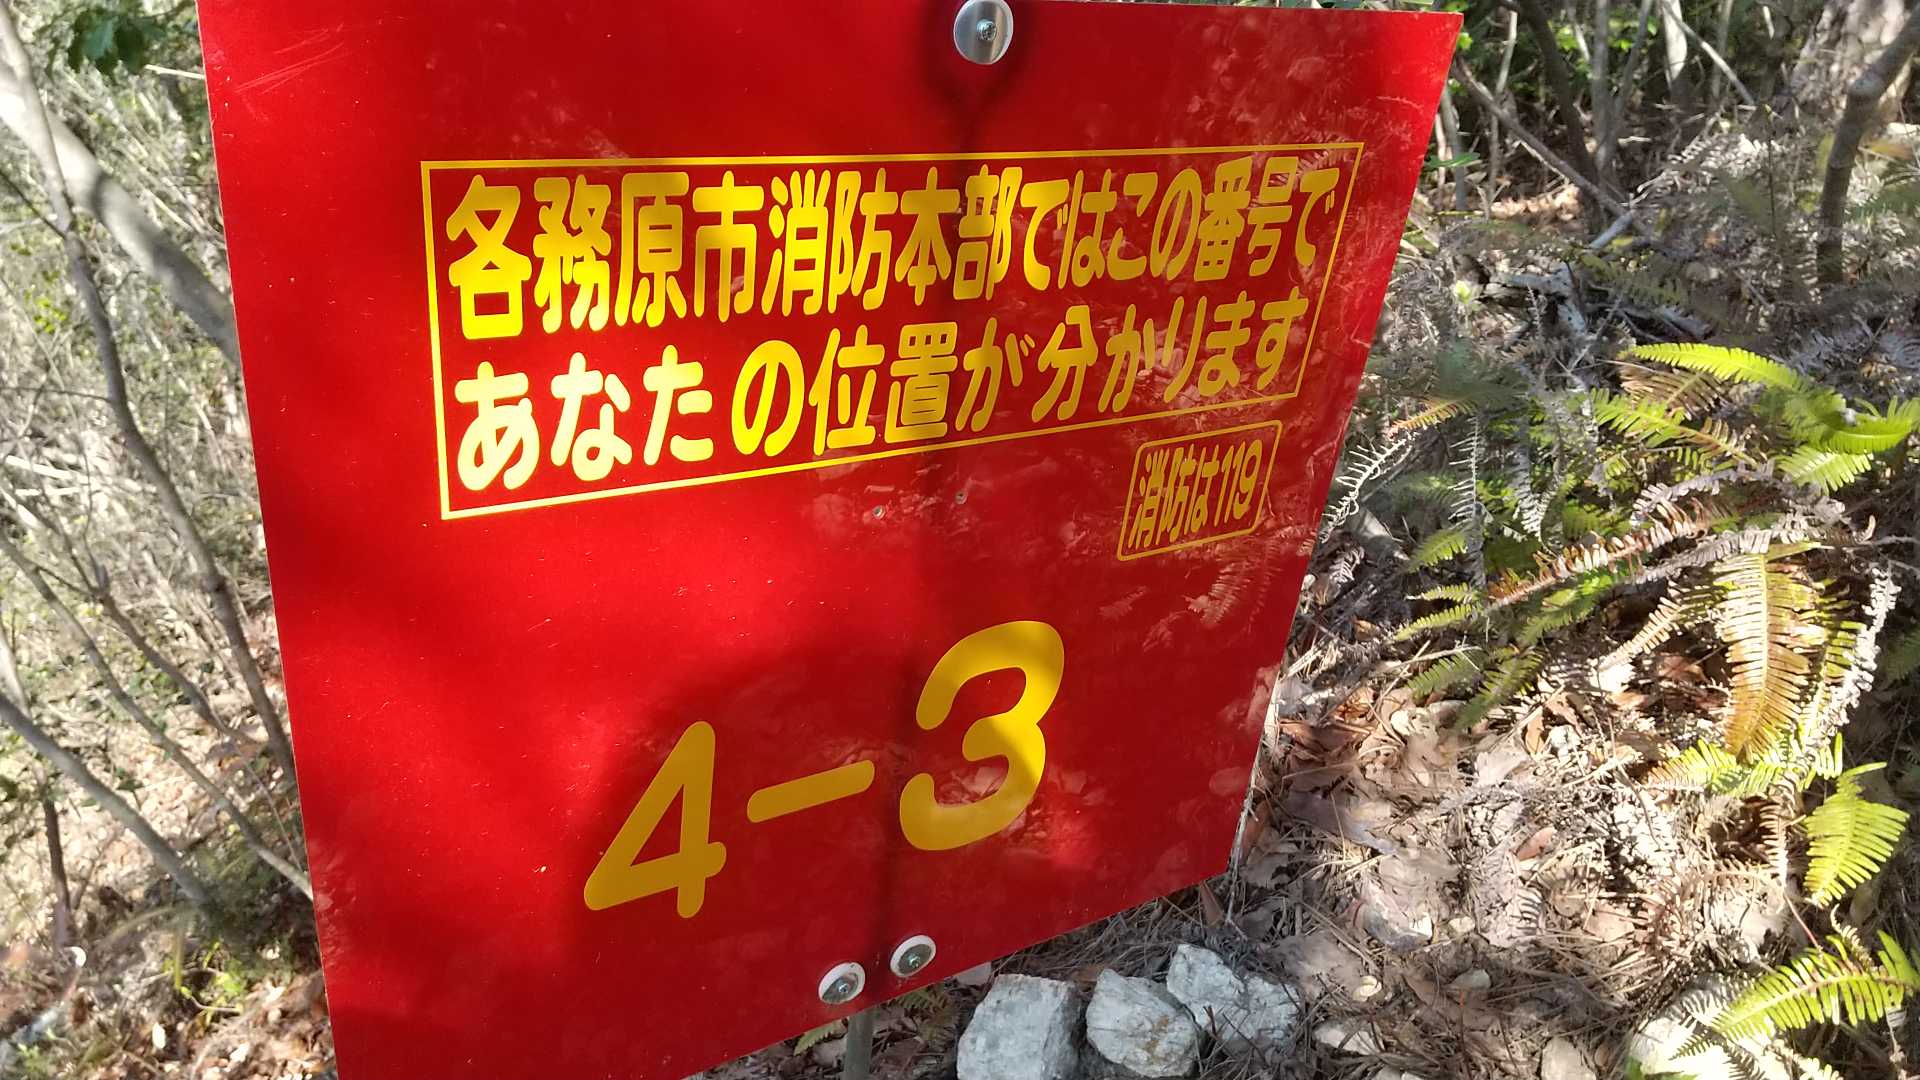 各務原市消防本部ではこの番号で
あなたの位置が分かります
消防は119
4-3